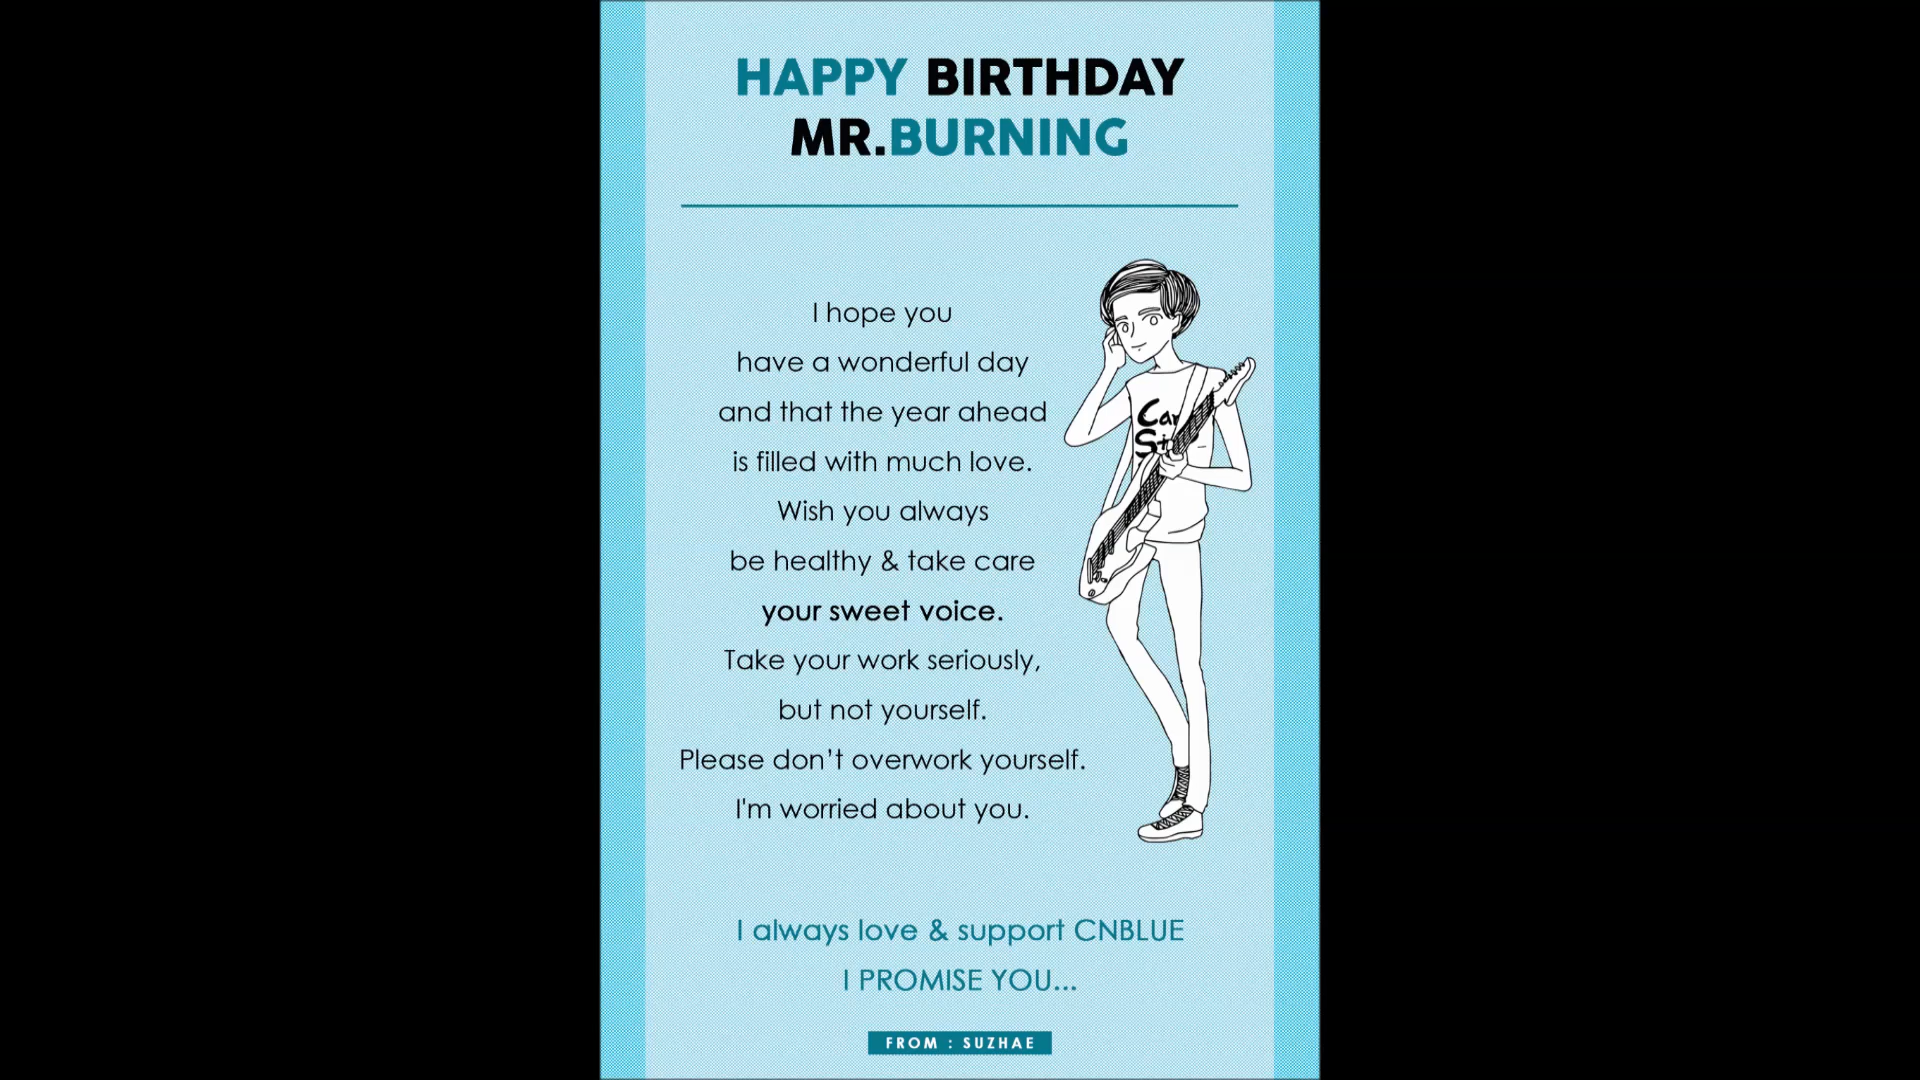 HAPPY BIRTHDAY
MR.BURNING
I hope you
have a wonderful day
and that the year ahead
is filled with much love.
Wish you always
be healthy & take care
your sweet voice.
Take your work seriously,
but not yourself.
Please don’t overwork yourself.
I'm worried about you.
I always love & support CNBLUE
I PROMISE YOU...
FROM : SUZHAE